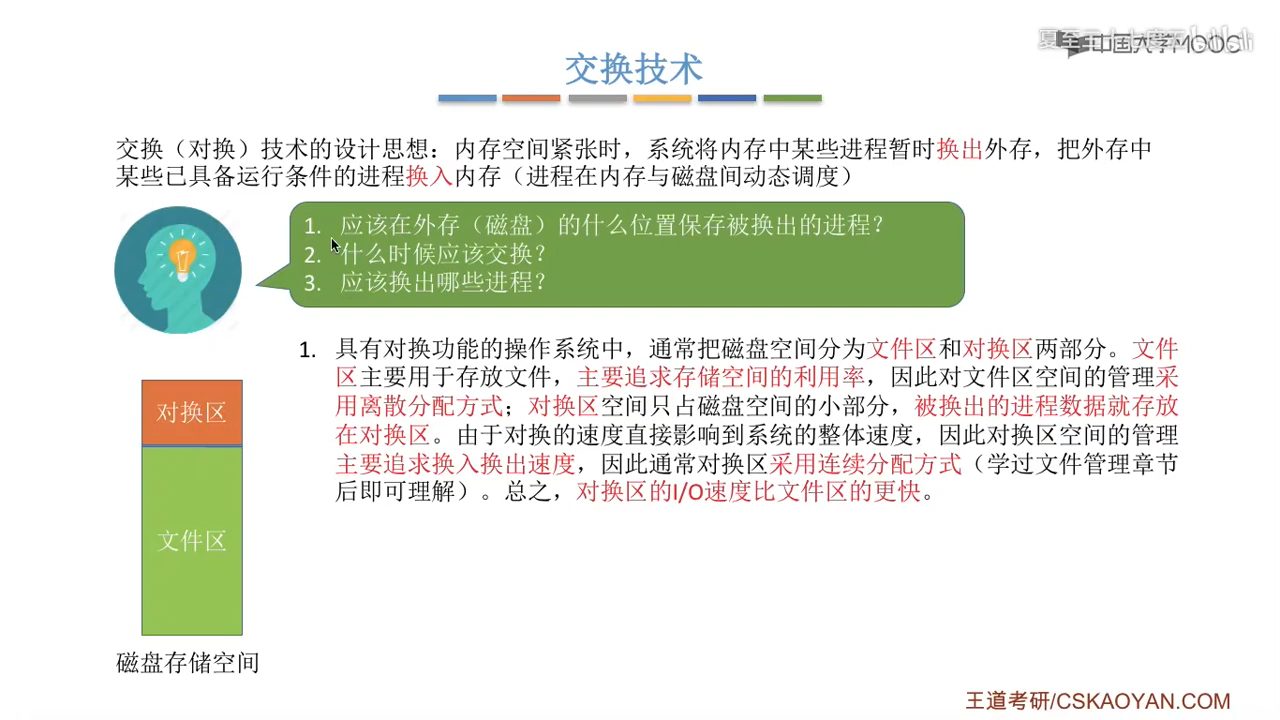 中国大学MOOC
交换技术
交换（对换）技术的设计思想：内存空间紧张时，系统将内存中某些进程暂时换出外存，把外存中
某些已具备运行条件的进程换入内存（进程在内存与磁盘间动态调度）
1. 应该在外存（磁盘）的什么位置保存被换出的进程？
2. 什么时候应该交换？
3. 应该换出哪些进程？
1. 具有对换功能的操作系统中，通常把磁盘空间分为文件区和对换区两部分。文件
区主要用于存放文件，主要追求存储空间的利用率，因此对文件区空间的管理采
用离散分配方式；对换区空间只占磁盘空间的小部分，被换出的进程数据就存放
在对换区。由于对换的速度直接影响到系统的整体速度，因此对换区空间的管理
主要追求换入换出速度，因此通常对换区采用连续分配方式（学过文件管理章节
后即可理解）。总之，对换区的I/O速度比文件区的更快。
对换区
文件区
磁盘存储空间
王道考研/CSKAOYAN.COM